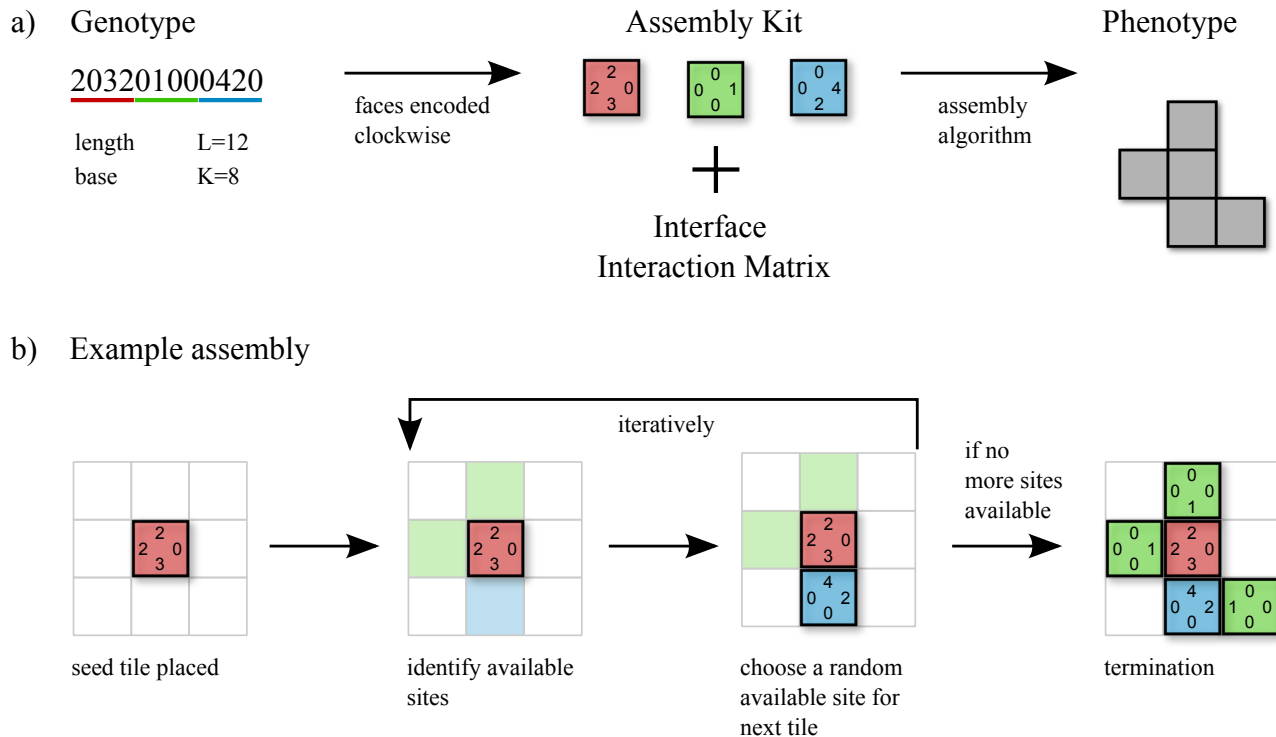 a) Genotype
Assembly Kit
Phenotype
203201000420
length L=12
base K=8
faces encoded
clockwise
2
2 0
3
0
0 1
0
0
0 4
2
assembly
algorithm
Interface
Interaction Matrix
b) Example assembly
iteratively
if no
more sites
available
2
2 0
3
2
2 0
3
2
2 0
3
4
0 2
0
0
0 0
1
0
0 1
0
2
2 0
3
4
0 2
0
0
1 0
0
seed tile placed
identify available
sites
choose a random
available site for
next tile
termination